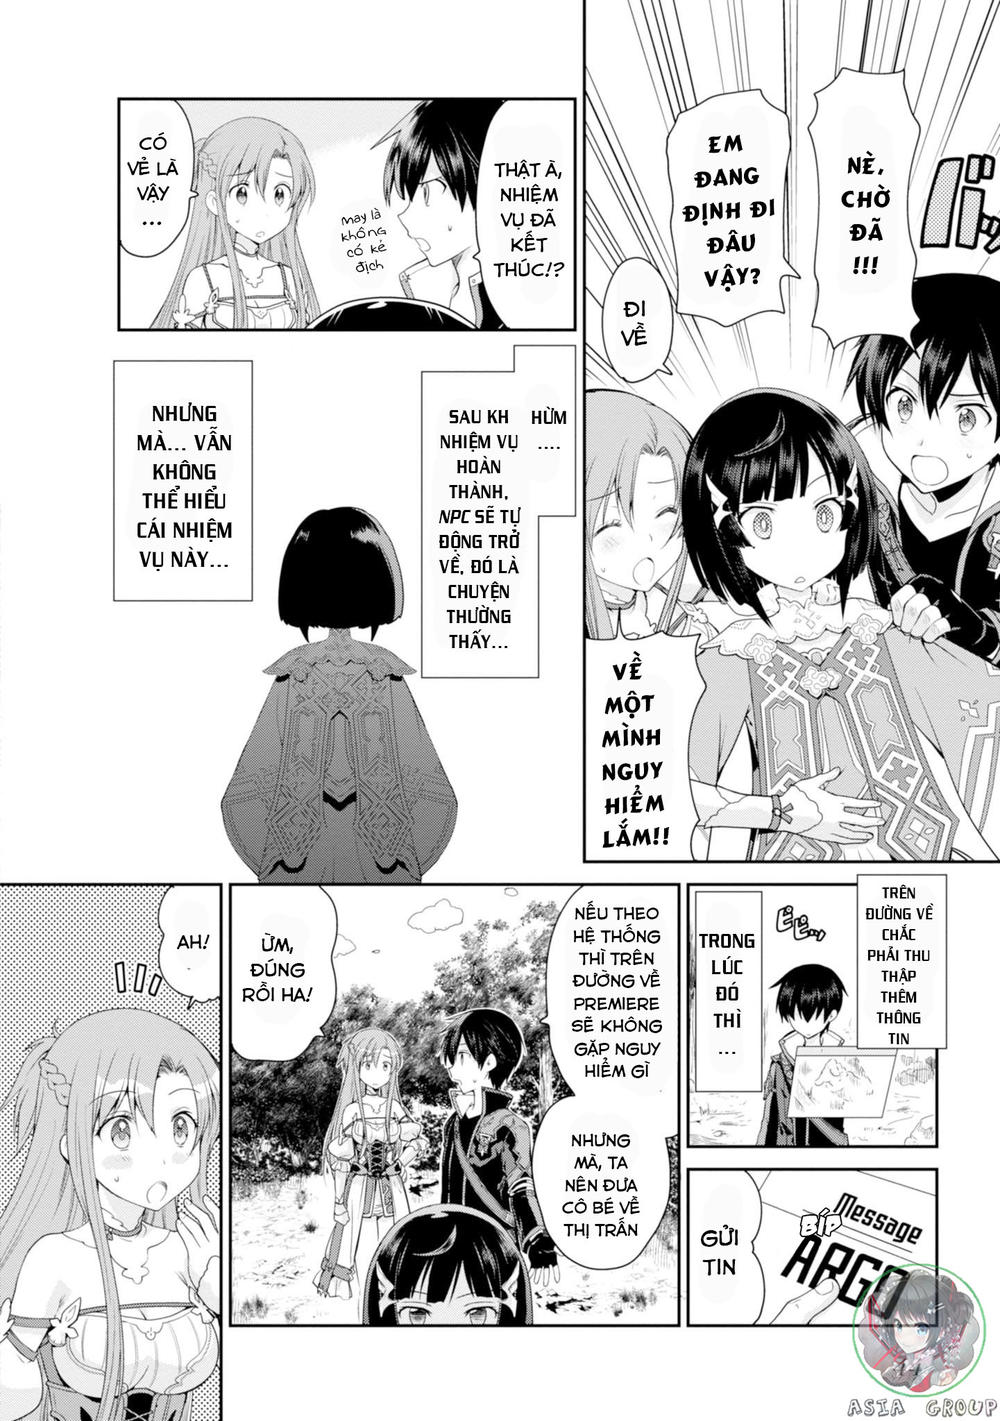 NÈ,
CHỜ
ĐÃ
!!!
バッ
EM
ĐANG
ĐỊNH ĐI
ĐÂU
VẬY?
ĐI
VỀ
VỀ
MỘT
MÌNH
NGUY
HIỂM
LẮM!!
THẬT À,
NHIỆM
VỤ ĐÃ
KẾT
THÚC!?
may là
không
có kẻ
địch
CÓ
VẺ LÀ
VẬY
...
HỪM
....
SAU KH
NHIỆM VỤ
HOÀN
THÀNH,
NPC SẼ TỰ
ĐỘNG TRỞ
VỀ, ĐÓ LÀ
CHUYỆN
THƯỜNG
THẤY...
NHƯNG
MÀ... VẪN
KHÔNG
THỂ HIỂU
CÁI NHIỆM
VỤ NÀY...
TRÊN
ĐƯỜNG VỀ
CHẮC
PHẢI THU
THẬP
THÊM
THÔNG
TIN
ピピッ
TRONG
LÚC
ĐÓ
THÌ
...
Message
BÍP
ARGO
GỬI
TIN
NẾU THEO
HỆ THỐNG
THÌ TRÊN
ĐƯỜNG VỀ
PREMIERE
SẼ KHÔNG
GẶP NGUY
HIỂM GÌ
NHƯNG
MÀ, TA
NÊN ĐƯA
CÔ BÉ VỀ
THỊ TRẤN
ỪM,
ĐÚNG
RỒI HA!
AH!
ASIA GROUP